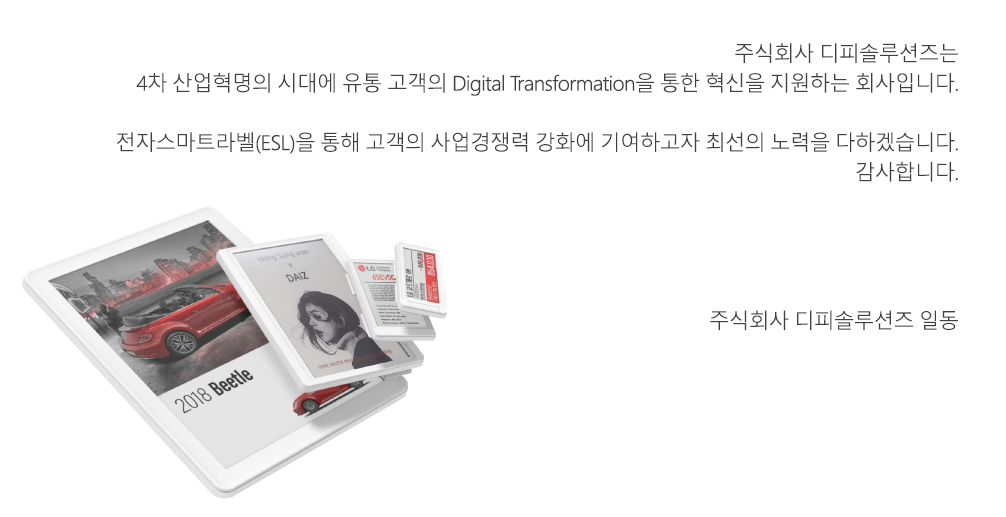 주식회사 디피솔루션즈는
4차 산업혁명의 시대에 유통 고객의 Digital Transformation을 통한 혁신을 지원하는 회사입니다.
전자스마트라벨(ESL)을 통해 고객의 사업경쟁력 강화에 기여하고자 최선의 노력을 다하겠습니다.
감사합니다.
주식회사 디피솔루션즈 일동
2018 Beetle
Hong Sung wan
x
DAIZ
LG